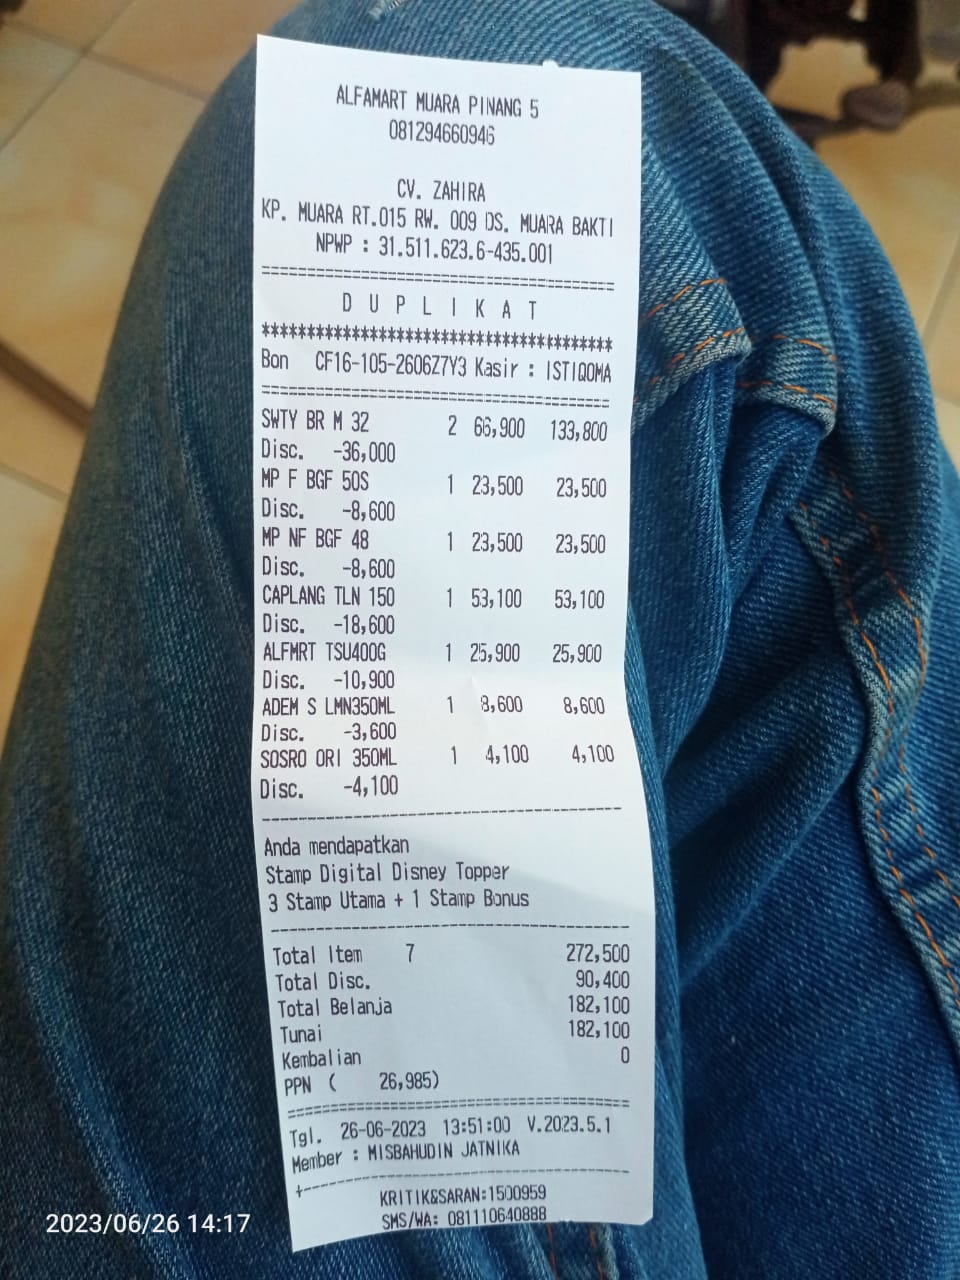 ALFAMART MUARA PINANG 5
081294660946
CV. ZAHIRA
KP. MUARA RT.015 RW. 009 DS. MUARA BAKTI
NPWP : 31.511.623.6-435.001
========================================
D U P L I K A T
****************************************
Bon CF16-105-2606Z7Y3 Kasir : ISTIQOMA
========================================
SWTY BR M 32 2 66,900 133,800
Disc. -36,000
MP F BGF 50S 1 23,500 23,500
Disc. -8,600
MP NF BGF 48 1 23,500 23,500
Disc. -8,600
CAPLANG TLN 150 1 53,100 53,100
Disc. -18,600
ALFMRT TSU400G 1 25,900 25,900
Disc. -10,900
ADEM S LMN350ML 1 8,600 8,600
Disc. -3,600
SOSRO ORI 350ML 1 4,100 4,100
Disc. -4,100
----------------------------------------
Anda mendapatkan
Stamp Digital Disney Topper
3 Stamp Utama + 1 Stamp Bonus
----------------------------------------
Total Item 7 272,500
Total Disc. 90,400
Total Belanja 182,100
Tunai 182,100
Kembalian 0
PPN ( 26,985)
========================================
Tgl. 26-06-2023 13:51:00 V.2023.5.1
Member : MISBAHUDIN JATNIKA
+---------------------------------------
KRITIK&SARAN:1500959
SMS/WA: 081110640888
2023/06/26 14:17